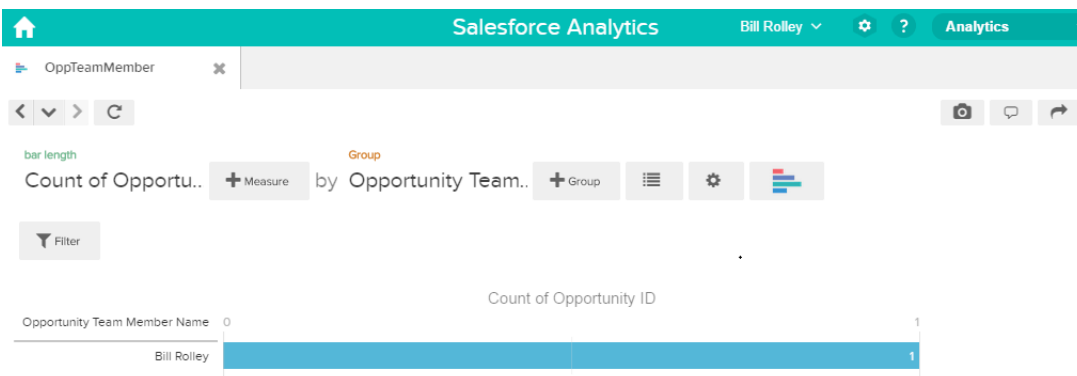 Salesforce Analytics Bill Rolley ? Analytics
OppTeamMember
bar length Group
Count of Opportu.. + Measure by Opportunity Team.. + Group
Filter
Count of Opportunity ID
Opportunity Team Member Name 0 1
Bill Rolley 1